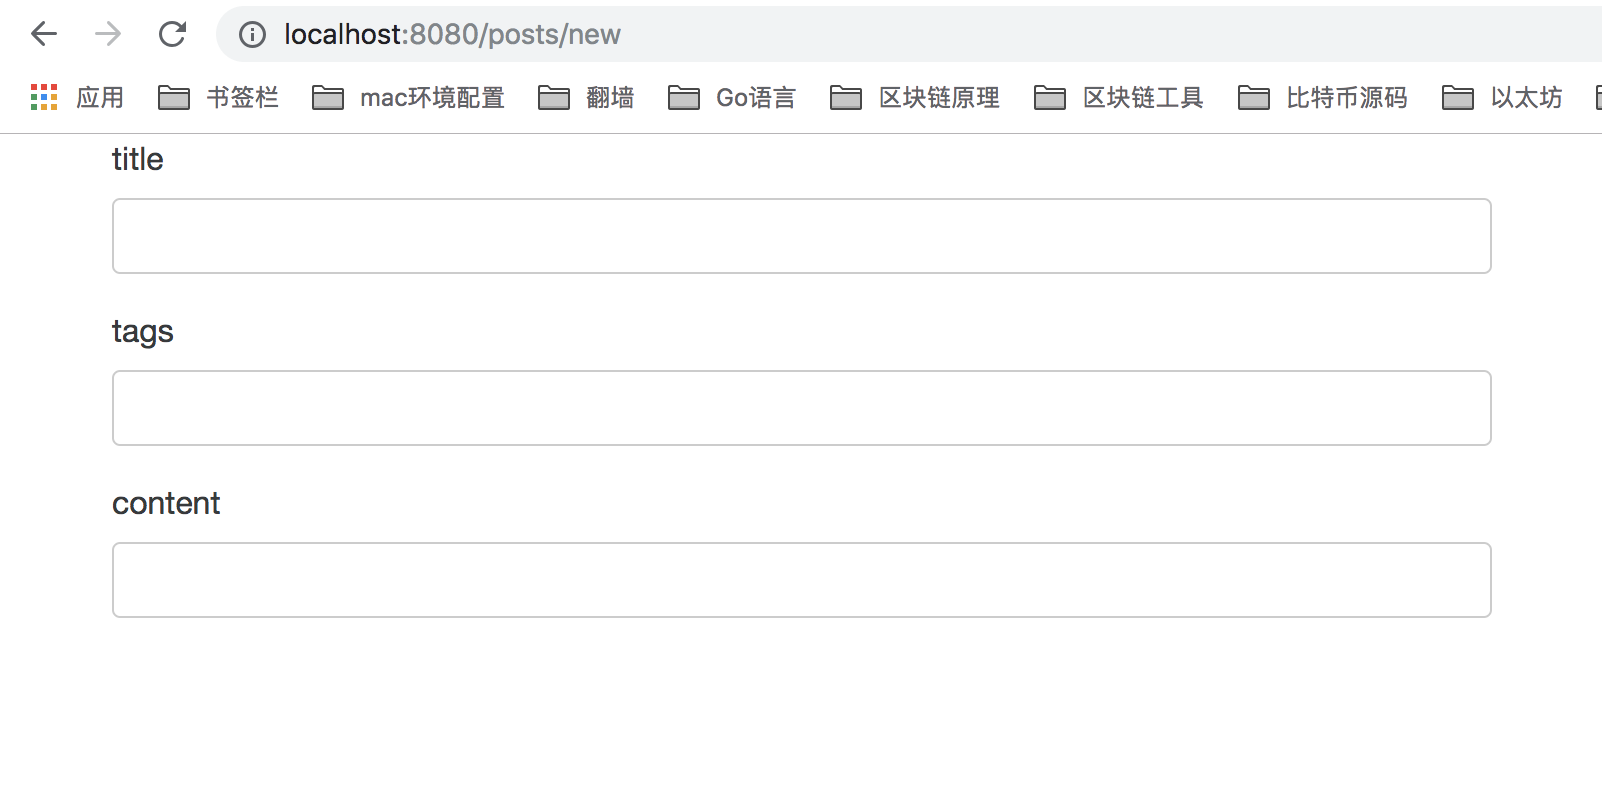 localhost:8080/posts/new
应用 书签栏 mac环境配置 翻墙 Go语言 区块链原理 区块链工具 比特币源码 以太坊
title
tags
content